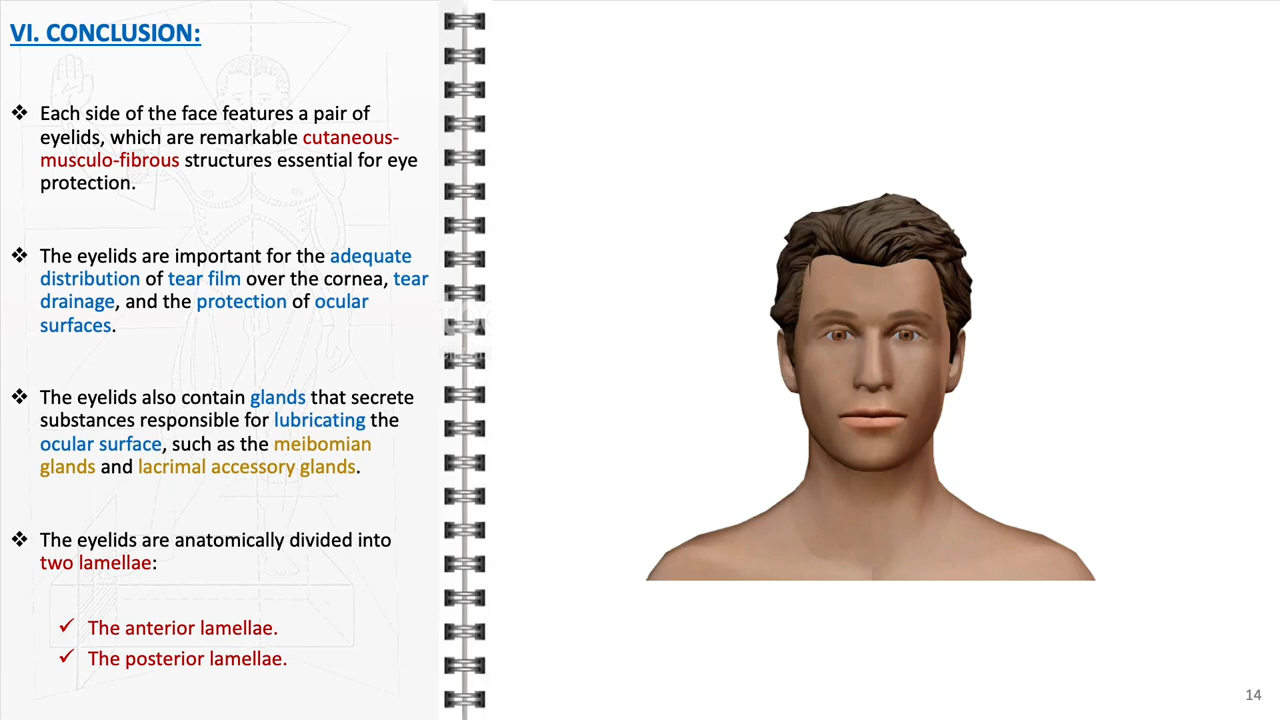 VI. CONCLUSION:
❖ Each side of the face features a pair of
eyelids, which are remarkable cutaneous-
musculo-fibrous structures essential for eye
protection.
❖ The eyelids are important for the adequate
distribution of tear film over the cornea, tear
drainage, and the protection of ocular
surfaces.
❖ The eyelids also contain glands that secrete
substances responsible for lubricating the
ocular surface, such as the meibomian
glands and lacrimal accessory glands.
❖ The eyelids are anatomically divided into
two lamellae:
✓ The anterior lamellae.
✓ The posterior lamellae.
14